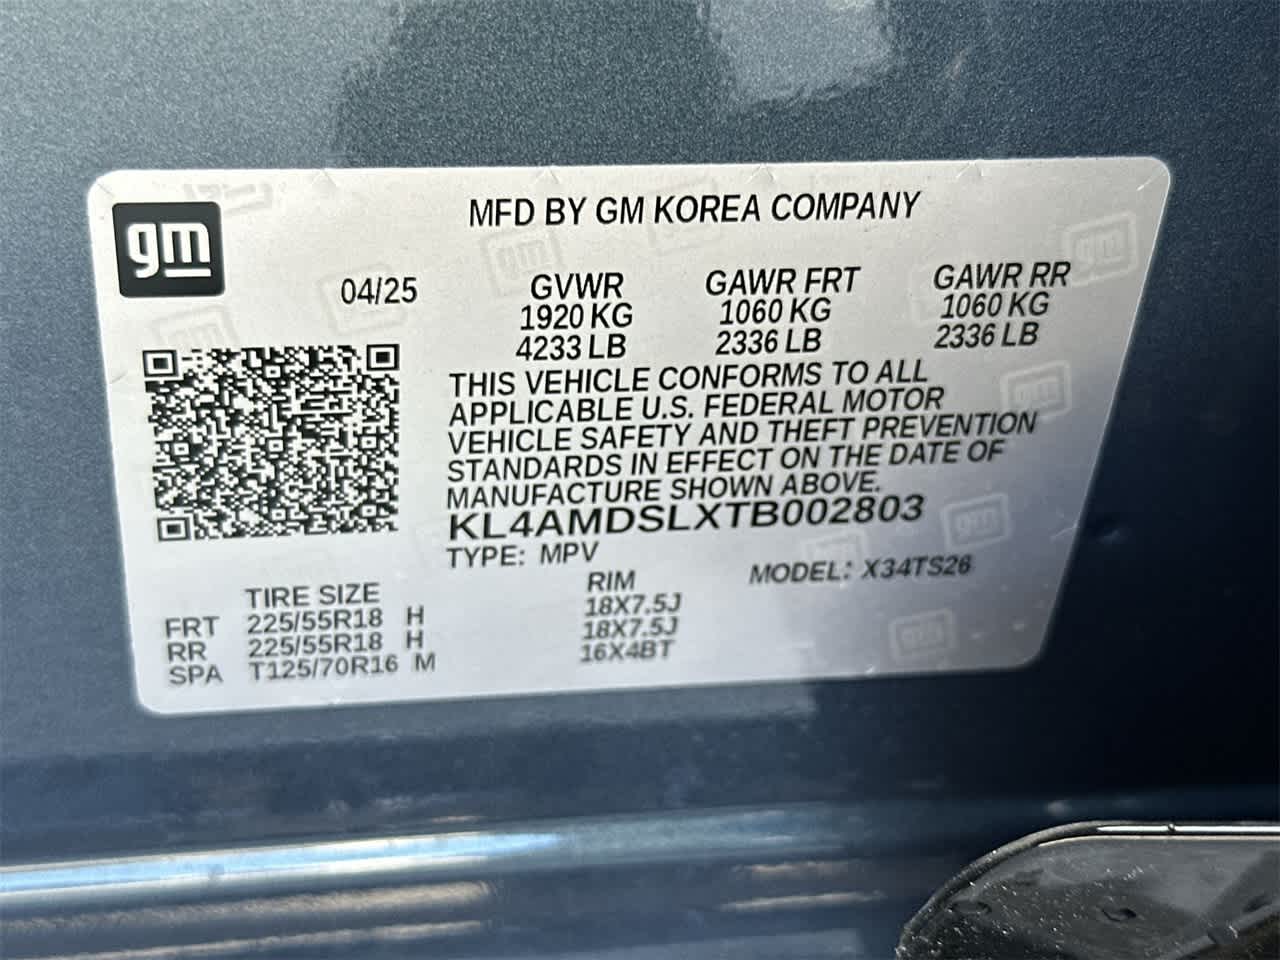 gm
MFD BY GM KOREA COMPANY
04/25 GVWR GAWR FRT GAWR RR
1920 KG 1060 KG 1060 KG
4233 LB 2336 LB 2336 LB
THIS VEHICLE CONFORMS TO ALL
APPLICABLE U.S. FEDERAL MOTOR
VEHICLE SAFETY AND THEFT PREVENTION
STANDARDS IN EFFECT ON THE DATE OF
MANUFACTURE SHOWN ABOVE.
KL4AMDSLXTB002803
TYPE: MPV MODEL: X34TS26
TIRE SIZE RIM
FRT 225/55R18 H 18X7.5J
RR 225/55R18 H 18X7.5J
SPA T125/70R16 M 16X4BT